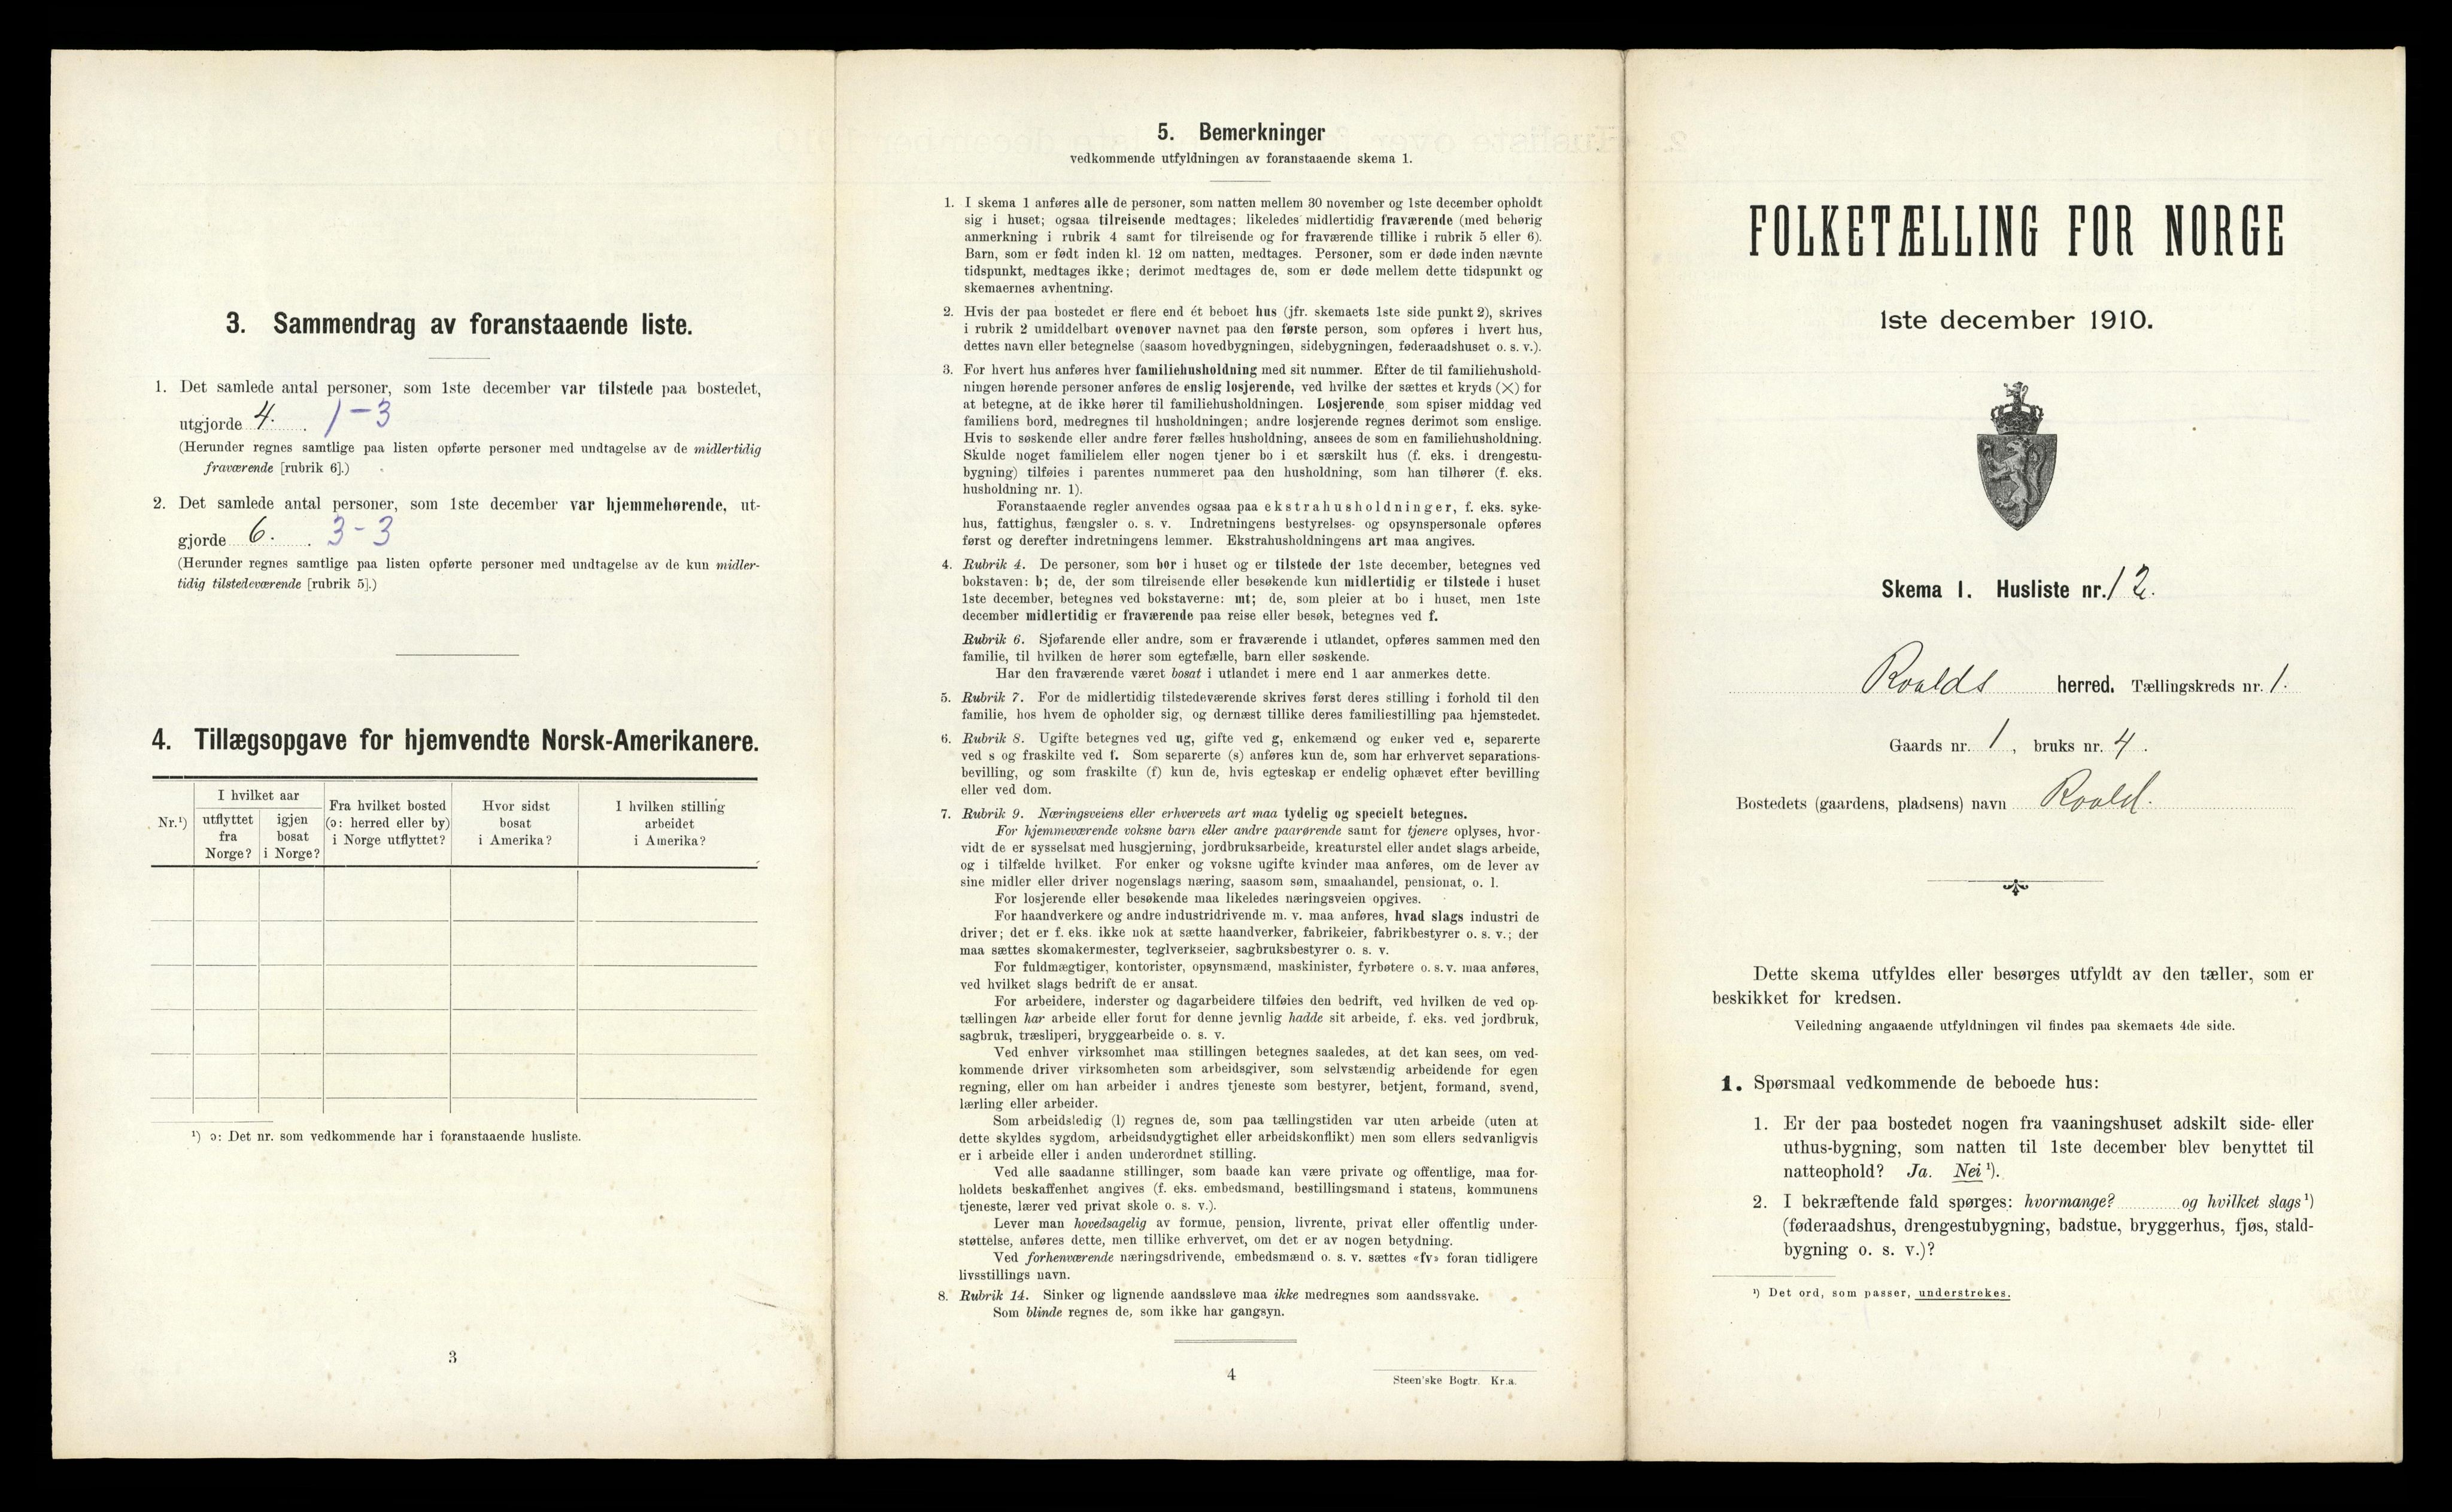 3. Sammendrag av foranstaaende liste.
1. Det samlede antal personer, som 1ste december var tilstede paa bostedet,
utgjorde 4. . 1-3
(Herunder regnes samtlige paa listen opførte personer med undtagelse av de midlertidig
fraværende [rubrik 6].)
2. Det samlede antal personer, som 1ste december var hjemmehørende, ut-
gjorde 6. . 3-3
(Herunder regnes samtlige paa listen opførte personer med undtagelse av de kun midler-
tidig tilstedeværende [rubrik 5].)
4. Tillægsopgave for hjemvendte Norsk-Amerikanere.
Nr.¹)
I hvilket aar
utflyttet
fra
Norge?
igjen
bosat
i Norge?
Fra hvilket bosted
(ɔ: herred eller by)
i Norge utflyttet?
Hvor sidst
bosat
i Amerika?
I hvilken stilling
arbeidet
i Amerika?
¹) ɔ: Det nr. som vedkommende har i foranstaaende husliste.
3
5. Bemerkninger
vedkommende utfyldningen av foranstaaende skema 1.
1. I skema 1 anføres alle de personer, som natten mellem 30 november og 1ste december opholdt
sig i huset; ogsaa tilreisende medtages; likeledes midlertidig fraværende (med behørig
anmerkning i rubrik 4 samt for tilreisende og for fraværende tillike i rubrik 5 eller 6).
Barn, som er født inden kl. 12 om natten, medtages. Personer, som er døde inden nævnte
tidspunkt, medtages ikke; derimot medtages de, som er døde mellem dette tidspunkt og
skemaernes avhentning.
2. Hvis der paa bostedet er flere end ét beboet hus (jfr. skemaets 1ste side punkt 2), skrives
i rubrik 2 umiddelbart ovenover navnet paa den første person, som opføres i hvert hus,
dettes navn eller betegnelse (saasom hovedbygningen, sidebygningen, føderaadshuset o. s. v.).
3. For hvert hus anføres hver familiehusholdning med sit nummer. Efter de til familiehushold-
ningen hørende personer anføres de enslig losjerende, ved hvilke der sættes et kryds (×) for
at betegne, at de ikke hører til familiehusholdningen. Losjerende, som spiser middag ved
familiens bord, medregnes til husholdningen; andre losjerende regnes derimot som enslige.
Hvis to søskende eller andre fører fælles husholdning, ansees de som en familiehusholdning.
Skulde noget familielem eller nogen tjener bo i et særskilt hus (f. eks. i drengestu-
bygning) tilføies i parentes nummeret paa den husholdning, som han tilhører (f. eks.
husholdning nr. 1).
Foranstaaende regler anvendes ogsaa paa ekstrahusholdninger, f. eks. syke-
hus, fattighus, fængsler o. s. v. Indretningens bestyrelses- og opsynspersonale opføres
først og derefter indretningens lemmer. Ekstrahusholdningens art maa angives.
4. Rubrik 4. De personer, som bor i huset og er tilstede der 1ste december, betegnes ved
bokstaven: b; de, der som tilreisende eller besøkende kun midlertidig er tilstede i huset
1ste december, betegnes ved bokstaverne: mt; de, som pleier at bo i huset, men 1ste
december midlertidig er fraværende paa reise eller besøk, betegnes ved f.
Rubrik 6. Sjøfarende eller andre, som er fraværende i utlandet, opføres sammen med den
familie, til hvilken de hører som egtefælle, barn eller søskende.
Har den fraværende været bosat i utlandet i mere end 1 aar anmerkes dette.
5. Rubrik 7. For de midlertidig tilstedeværende skrives først deres stilling i forhold til den
familie, hos hvem de opholder sig, og dernæst tillike deres familiestilling paa hjemstedet.
6. Rubrik 8. Ugifte betegnes ved ug, gifte ved g, enkemænd og enker ved e, separerte
ved s og fraskilte ved f. Som separerte (s) anføres kun de, som har erhvervet separations-
bevilling, og som fraskilte (f) kun de, hvis egteskap er endelig ophævet efter bevilling
eller ved dom.
7. Rubrik 9. Næringsveiens eller erhvervets art maa tydelig og specielt betegnes.
For hjemmeværende voksne barn eller andre paarørende samt for tjenere oplyses, hvor-
vidt de er sysselsat med husgjerning, jordbruksarbeide, kreaturstel eller andet slags arbeide,
og i tilfælde hvilket. For enker og voksne ugifte kvinder maa anføres, om de lever av
sine midler eller driver nogenslags næring, saasom søm, smaahandel, pensionat, o. l.
For losjerende eller besøkende maa likeledes næringsveien opgives.
For haandverkere og andre industridrivende m. v. maa anføres, hvad slags industri de
driver; det er f. eks. ikke nok at sætte haandverker, fabrikeier, fabrikbestyrer o. s. v.; der
maa sættes skomakermester, teglverkseier, sagbruksbestyrer o. s. v.
For fuldmægtiger, kontorister, opsynsmænd, maskinister, fyrbøtere o. s. v. maa anføres,
ved hvilket slags bedrift de er ansat.
For arbeidere, inderster og dagarbeidere tilføies den bedrift, ved hvilken de ved op-
tællingen har arbeide eller forut for denne jevnlig hadde sit arbeide, f. eks. ved jordbruk,
sagbruk, træsliperi, bryggearbeide o. s. v.
Ved enhver virksomhet maa stillingen betegnes saaledes, at det kan sees, om ved-
kommende driver virksomheten som arbeidsgiver, som selvstændig arbeidende for egen
regning, eller om han arbeider i andres tjeneste som bestyrer, betjent, formand, svend,
lærling eller arbeider.
Som arbeidsledig (l) regnes de, som paa tællingstiden var uten arbeide (uten at
dette skyldes sygdom, arbeidsudygtighet eller arbeidskonflikt) men som ellers sedvanligvis
er i arbeide eller i anden underordnet stilling.
Ved alle saadanne stillinger, som baade kan være private og offentlige, maa for-
holdets beskaffenhet angives (f. eks. embedsmand, bestillingsmand i statens, kommunens
tjeneste, lærer ved privat skole o. s. v.).
Lever man hovedsagelig av formue, pension, livrente, privat eller offentlig under-
støttelse, anføres dette, men tillike erhvervet, om det er av nogen betydning.
Ved forhenværende næringsdrivende, embedsmænd o. s. v. sættes «fv» foran tidligere
livsstillings navn.
8. Rubrik 14. Sinker og lignende aandssløve maa ikke medregnes som aandssvake.
Som blinde regnes de, som ikke har gangsyn.
4
Steen'ske Bogtr. Kr.a.
FOLKETÆLLING FOR NORGE
1ste december 1910.
Skema 1. Husliste nr. 12.
Roalds herred. Tællingskreds nr. 1.
Gaards nr. 1, bruks nr. 4.
Bostedets (gaardens, pladsens) navn Roald.
Dette skema utfyldes eller besørges utfyldt av den tæller, som er
beskikket for kredsen.
Veiledning angaaende utfyldningen vil findes paa skemaets 4de side.
1. Spørsmaal vedkommende de beboede hus:
1. Er der paa bostedet nogen fra vaaningshuset adskilt side- eller
uthus-bygning, som natten til 1ste december blev benyttet til
natteophold? Ja. Nei ¹).
2. I bekræftende fald spørges: hvormange? og hvilket slags ¹)
(føderaadshus, drengestubygning, badstue, bryggerhus, fjøs, stald-
bygning o. s. v.)?
¹) Det ord, som passer, understrekes.